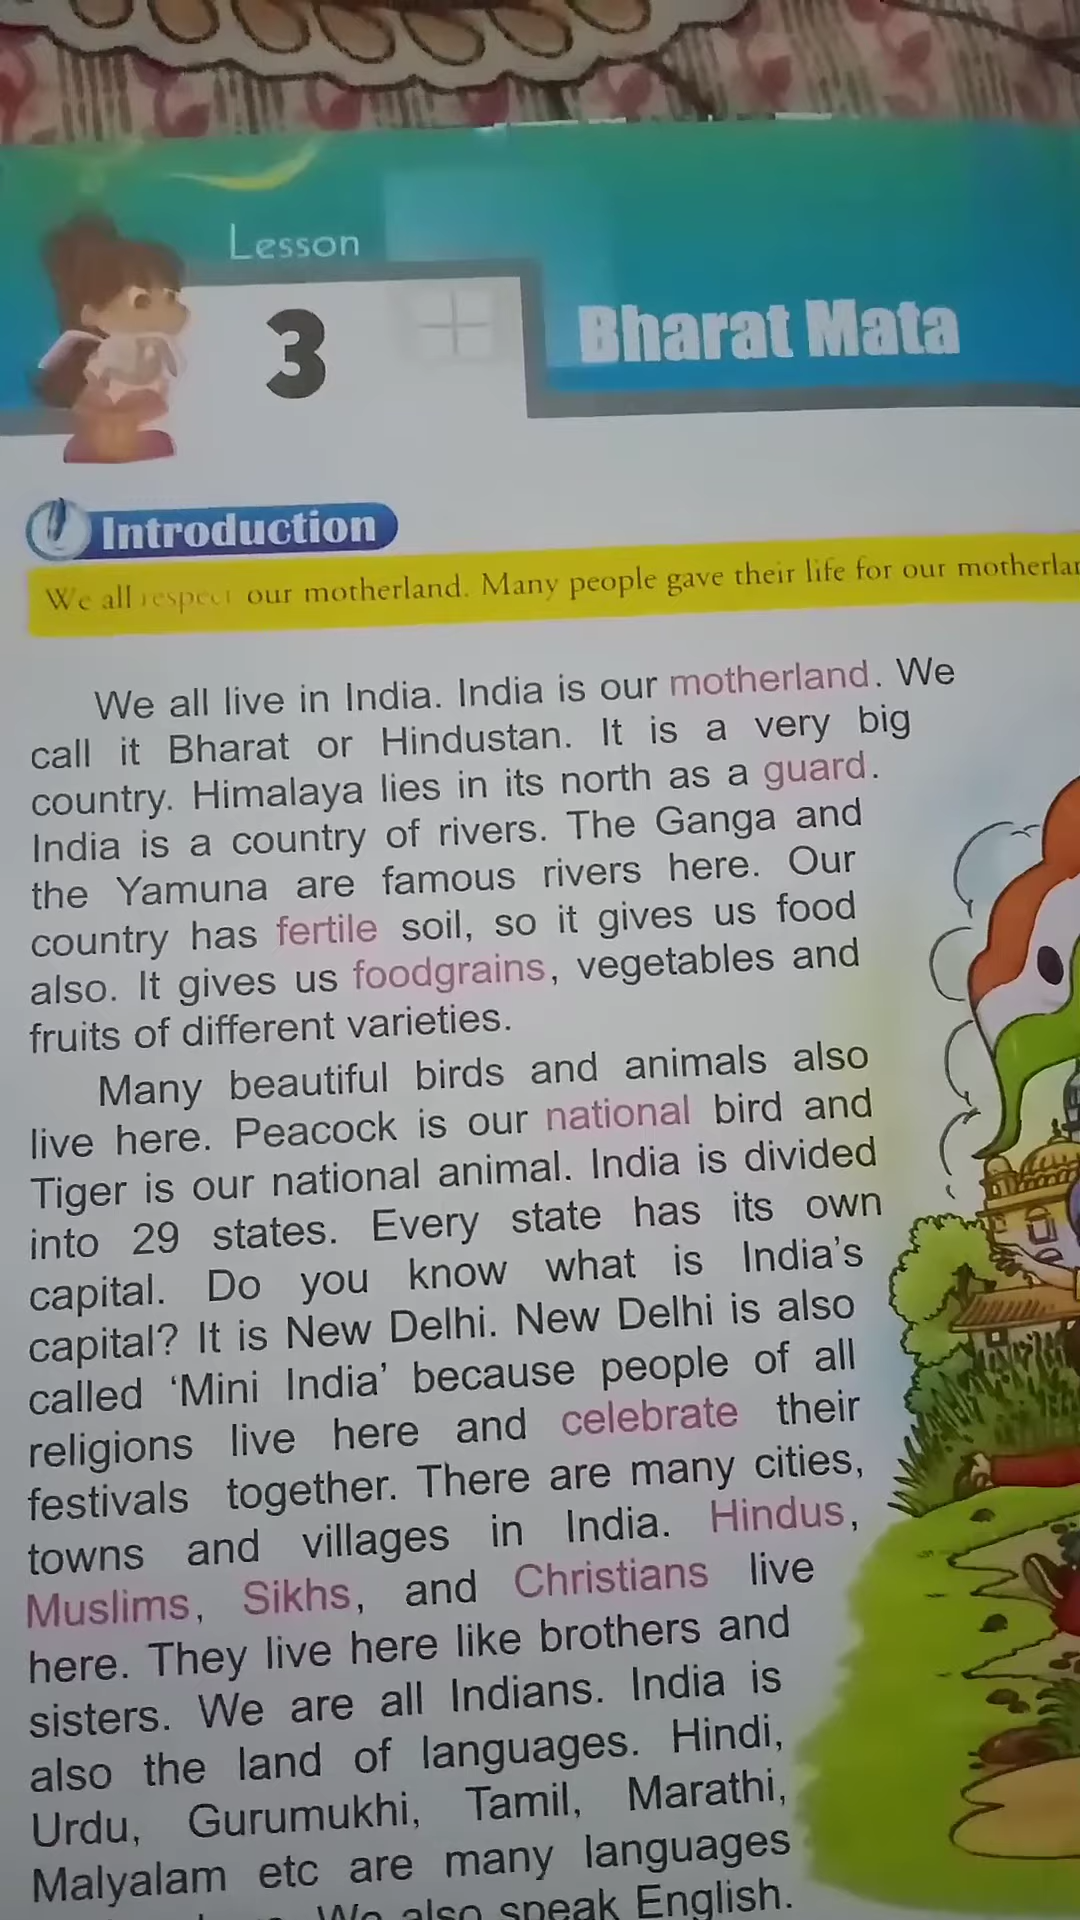 Lesson
3
Bharat Mata
Introduction
We all respect our motherland. Many people gave their life for our
We all live in India. India is our motherland. We
call it Bharat or Hindustan. It is a very big
country. Himalaya lies in its north as a guard.
India is a country of rivers. The Ganga and
the Yamuna are famous rivers here. Our
country has fertile soil, so it gives us food
also. It gives us foodgrains, vegetables and
fruits of different varieties.
Many beautiful birds and animals also
live here. Peacock is our national bird and
Tiger is our national animal. India is divided
into 29 states. Every state has its own
capital. Do you know what is India's
capital? It is New Delhi. New Delhi is also
called ‘Mini India’ because people of all
religions live here and celebrate their
festivals together. There are many cities,
towns and villages in India. Hindus,
Muslims, Sikhs, and Christians live
here. They live here like brothers and
sisters. We are all Indians. India is
also the land of languages. Hindi,
Urdu, Gurumukhi, Tamil, Marathi,
Malyalam etc are many languages
We also speak English.